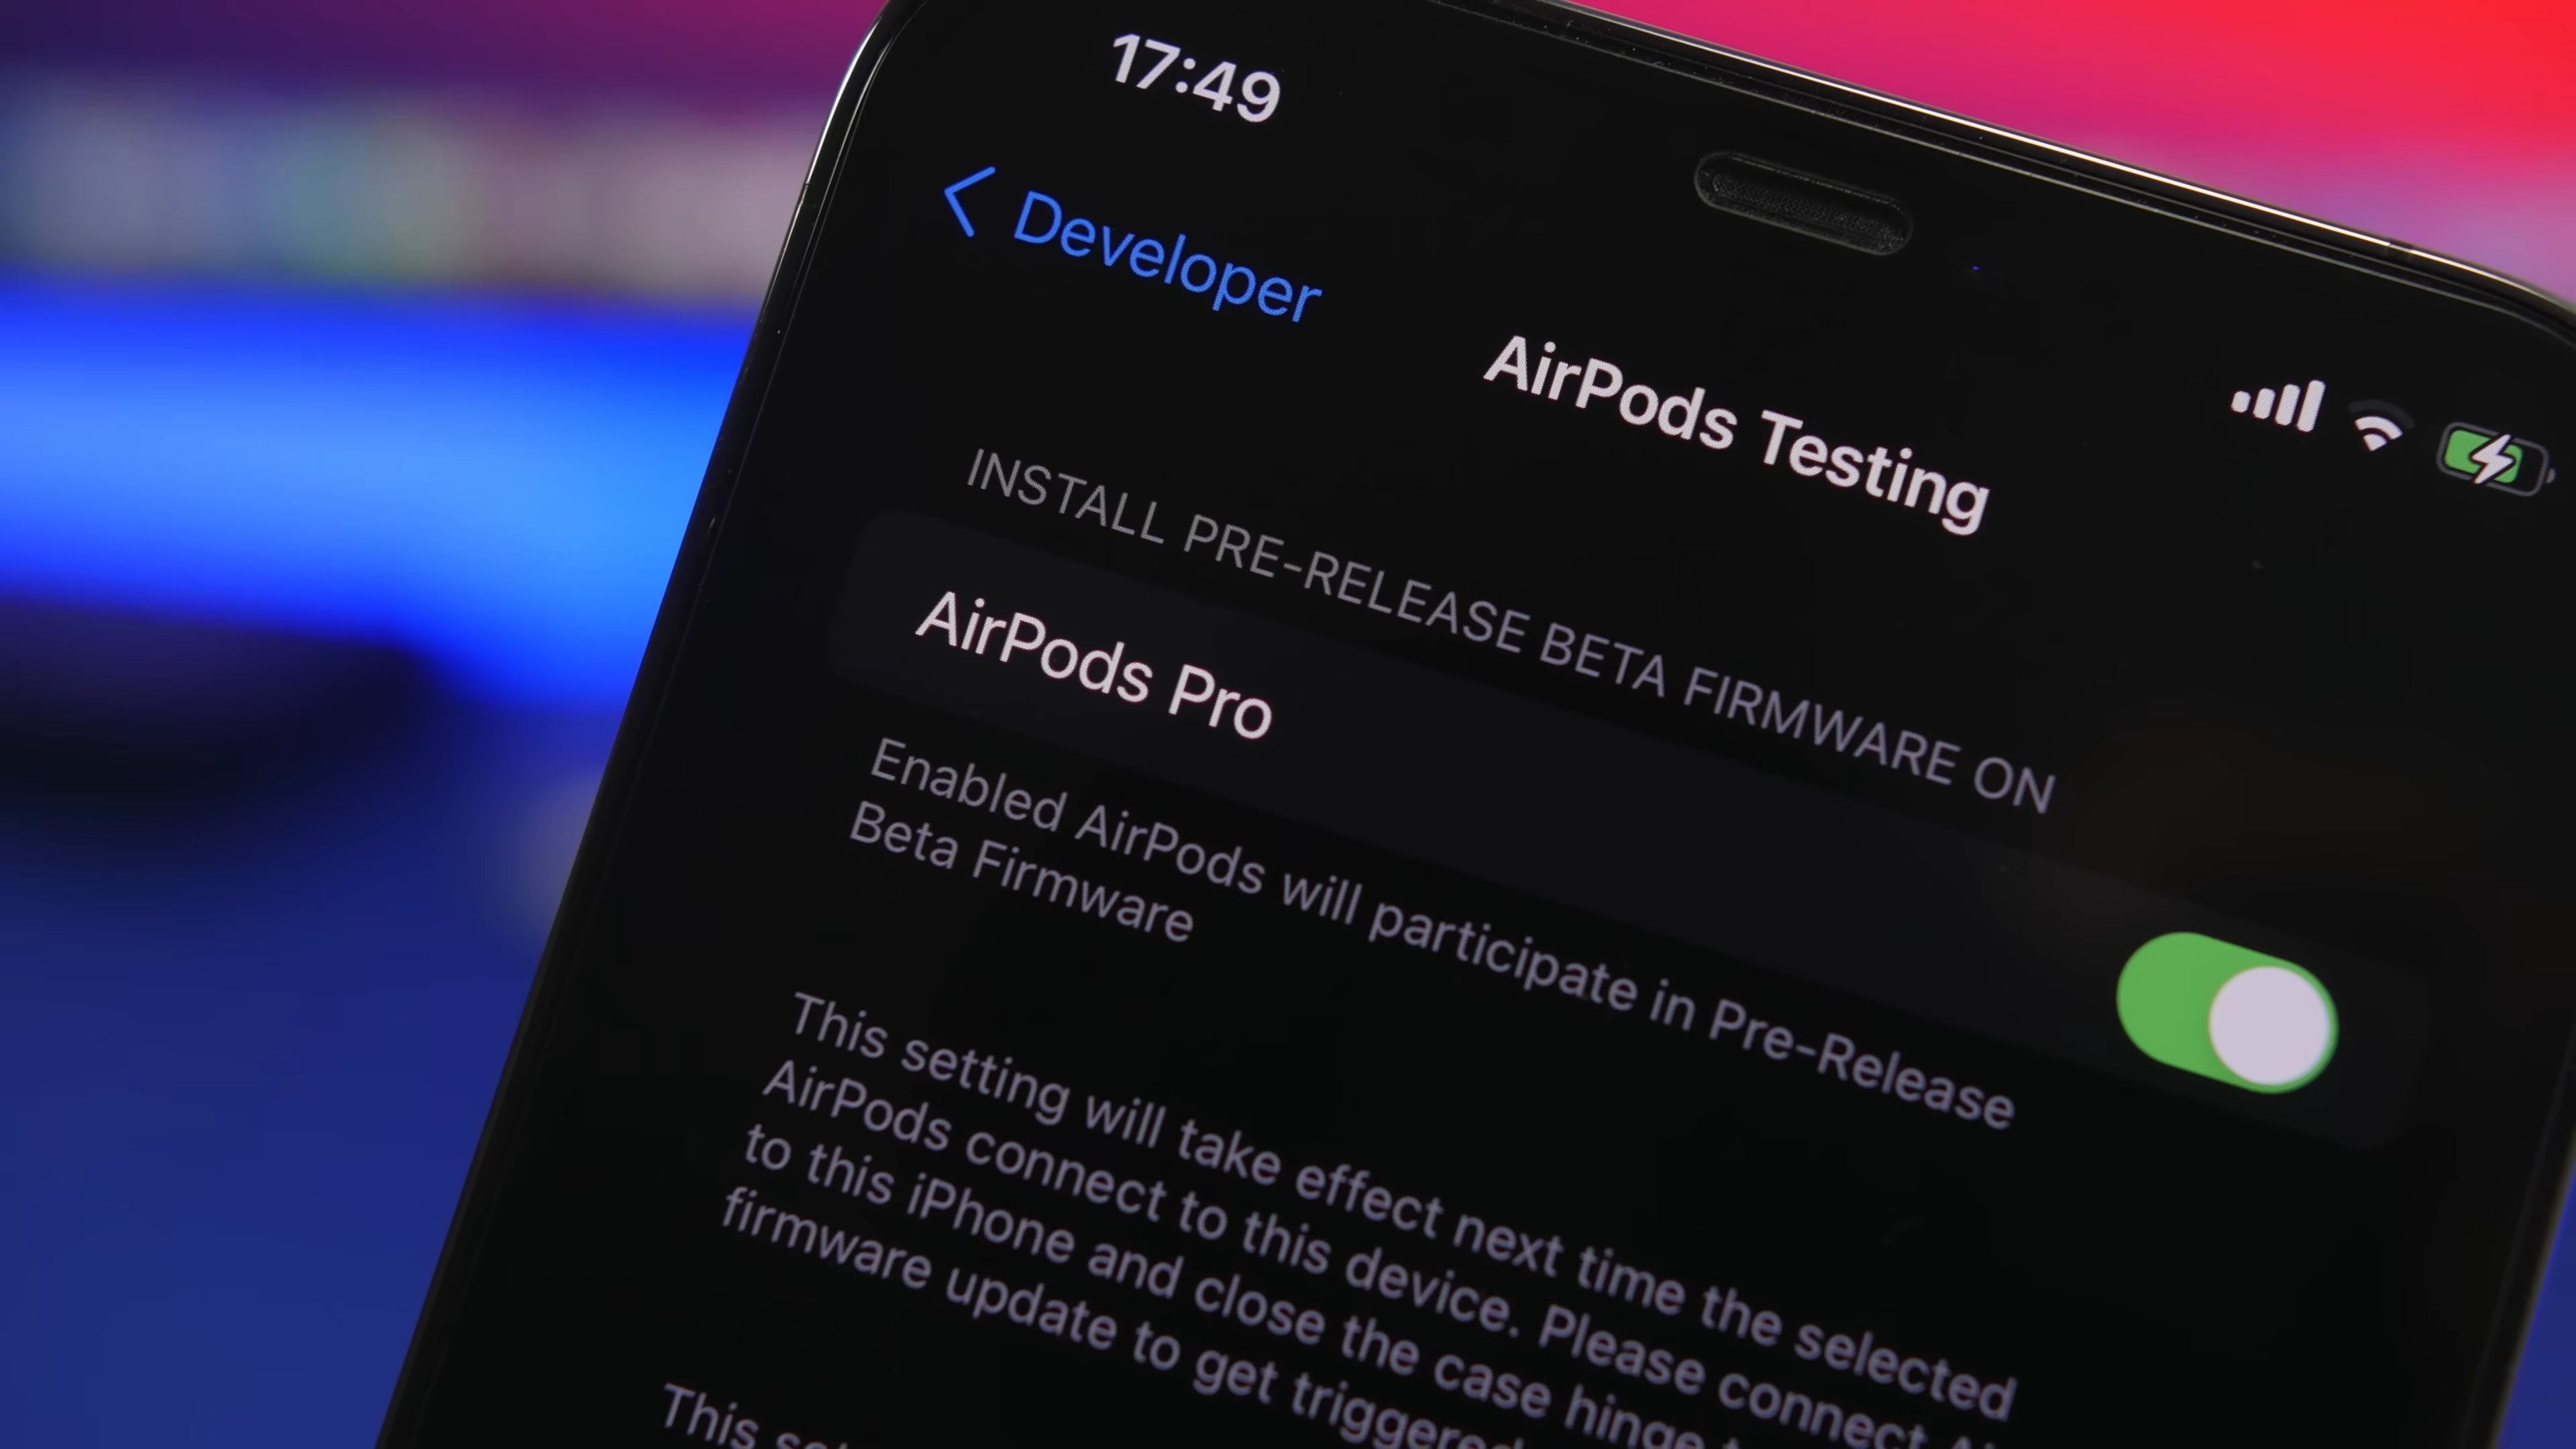 17:49
Developer
AirPods Testing
INSTALL PRE-RELEASE BETA FIRMWARE ON
AirPods Pro
Enabled AirPods will participate in Pre-Release
Beta Firmware
This setting will take effect next time the selected
AirPods connect to this device. Please connect
to this iPhone and close the case hinge
firmware update to get triggered
This